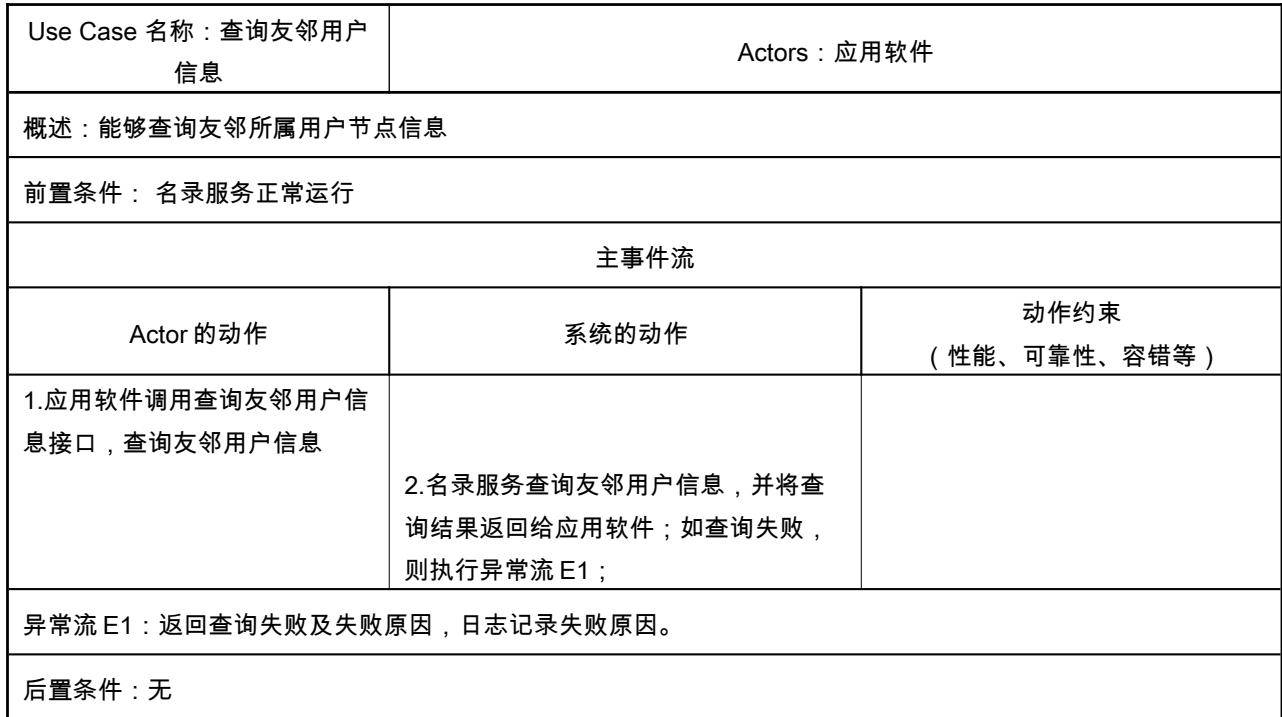 Use Case 名称：查询友邻用户
信息
Actors：应用软件
概述：能够查询友邻所属用户节点信息
前置条件： 名录服务正常运行
主事件流
Actor 的动作
系统的动作
动作约束
（性能、可靠性、容错等）
1.应用软件调用查询友邻用户信
息接口，查询友邻用户信息
2.名录服务查询友邻用户信息，并将查
询结果返回给应用软件；如查询失败，
则执行异常流 E1；
异常流 E1：返回查询失败及失败原因，日志记录失败原因。
后置条件：无